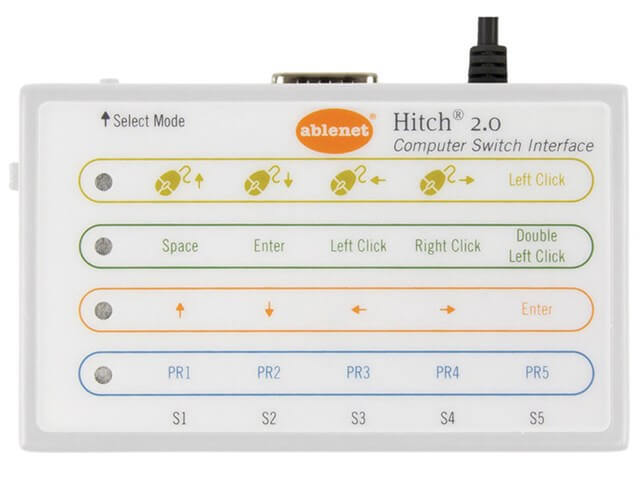 Select Mode
ablenet®
Hitch® 2.0
Computer Switch Interface
Left Click
Space Enter Left Click Right Click Double Left Click
Enter
PR1 PR2 PR3 PR4 PR5
S1 S2 S3 S4 S5